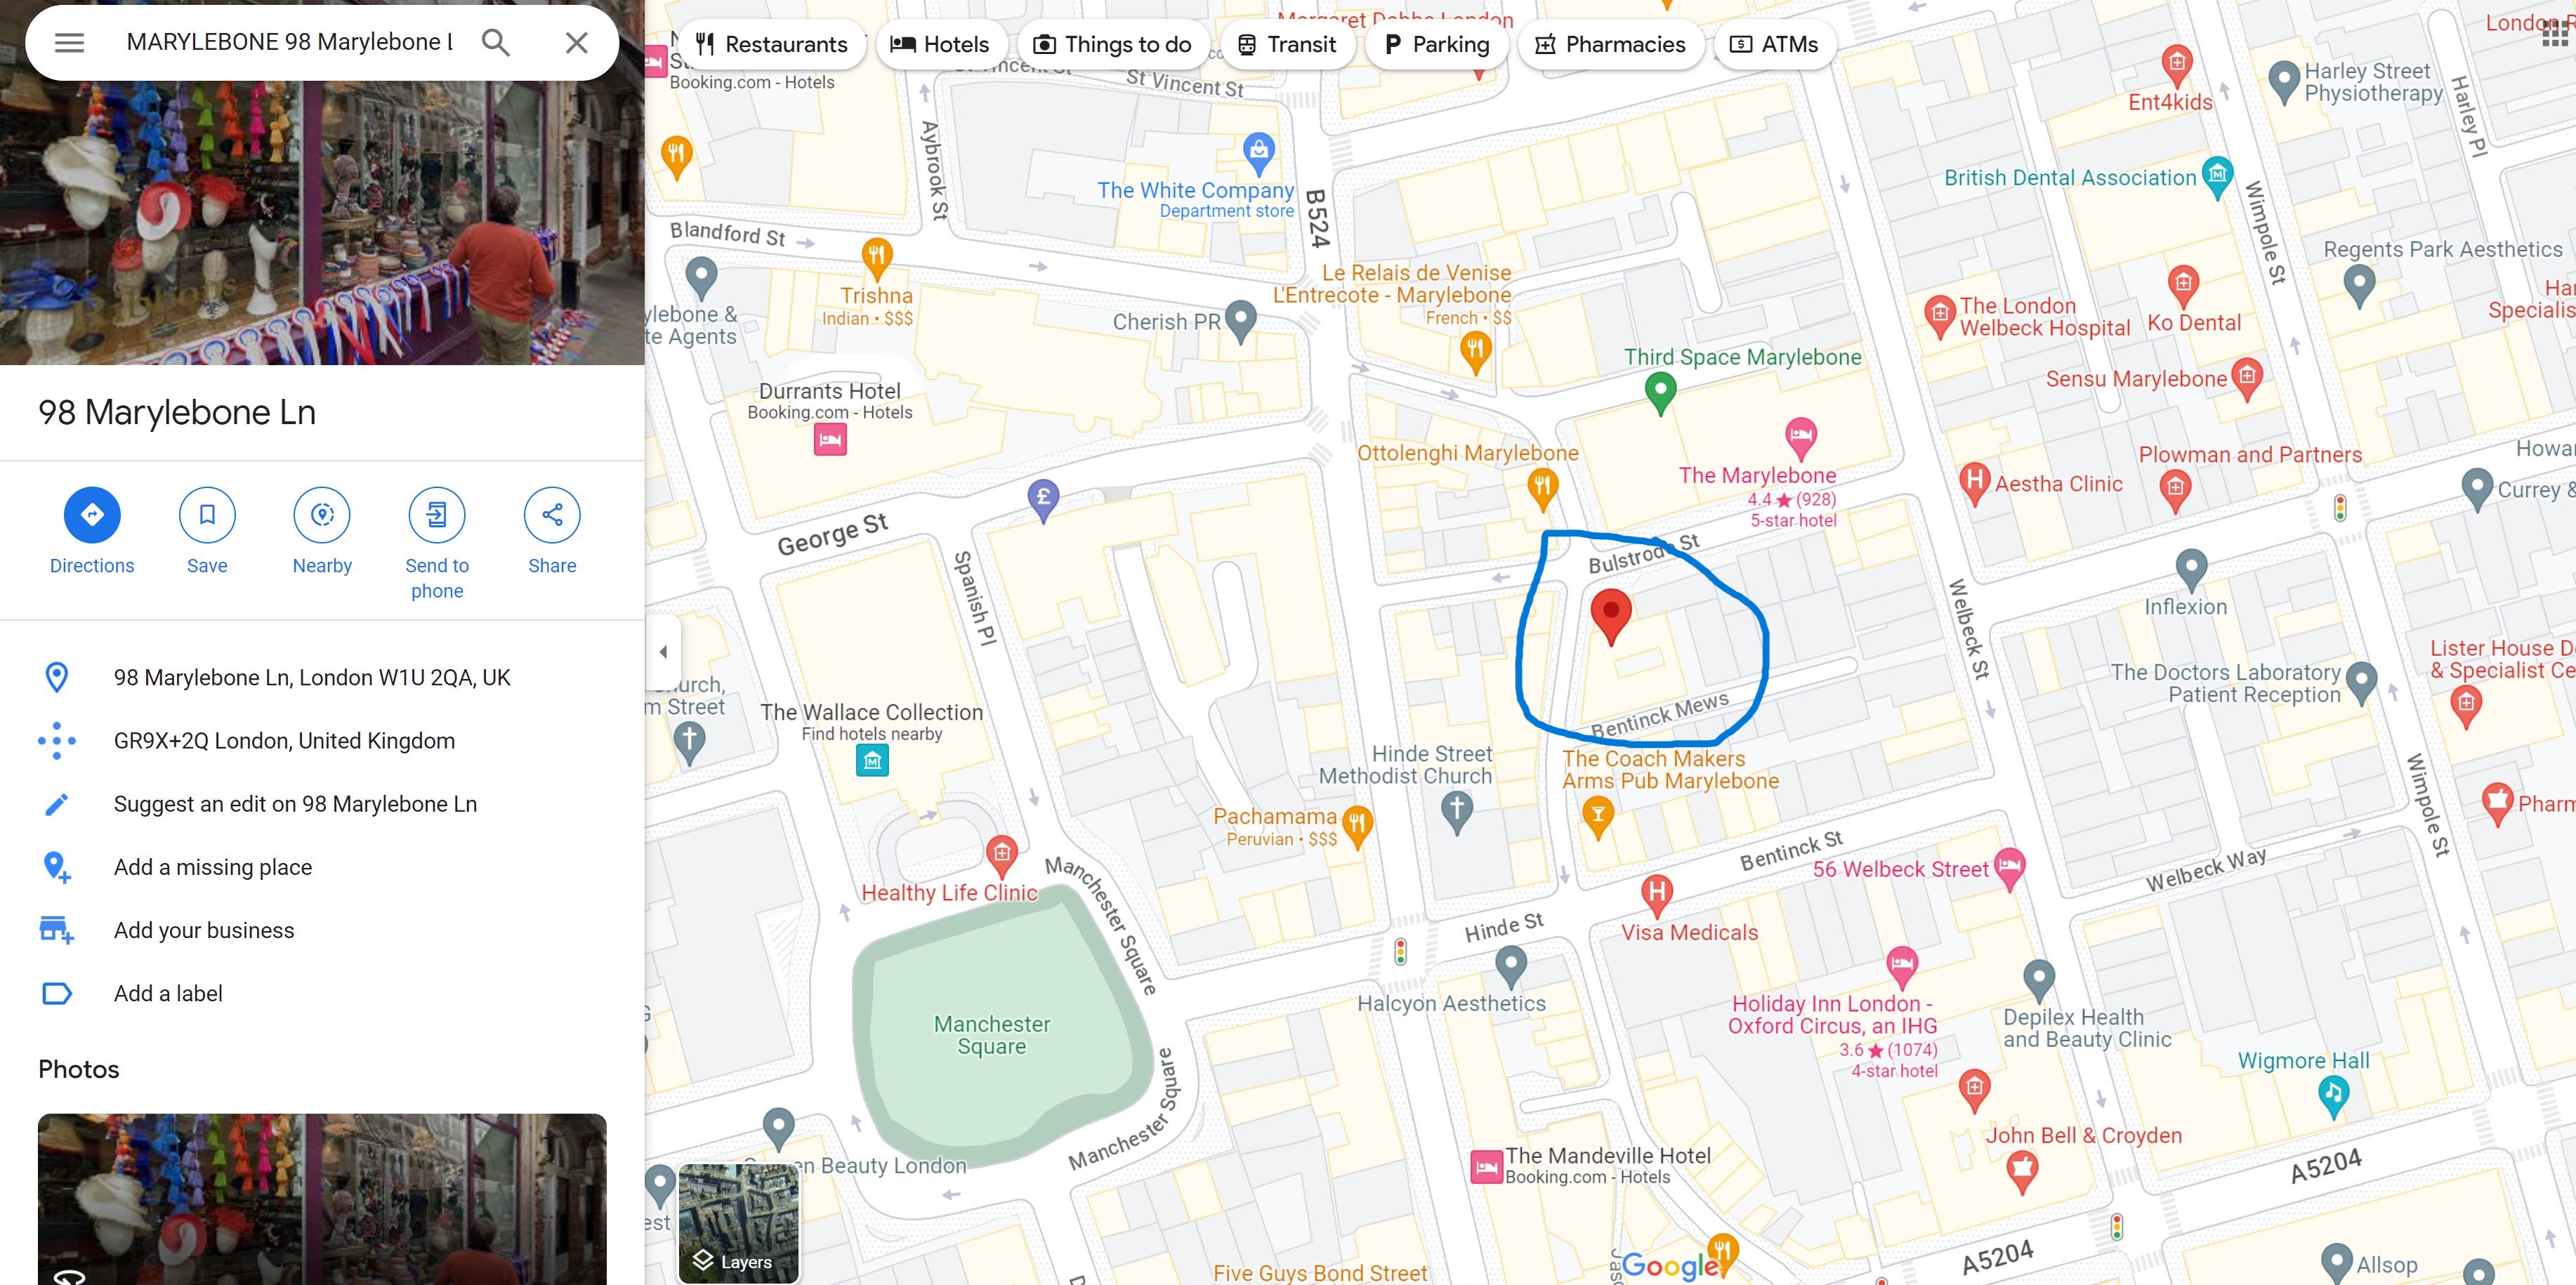 MARYLEBONE 98 Marylebone L
98 Marylebone Ln
Directions
Save
Nearby
Send to
phone
Share
98 Marylebone Ln, London W1U 2QA, UK
GR9X+2Q London, United Kingdom
Suggest an edit on 98 Marylebone Ln
Add a missing place
Add your business
Add a label
Photos
Restaurants
Hotels
Things to do
Transit
Parking
Pharmacies
ATMs
Margaret Dabbs London
Booking.com - Hotels
St Vincent St
St Vincent St
Aybrook St
The White Company
Department store
B524
Blandford St
Trishna
Indian • $$$
Cherish PR
Le Relais de Venise
L'Entrecote - Marylebone
French • $$
ylebone &
te Agents
Durrants Hotel
Booking.com - Hotels
Third Space Marylebone
Ottolenghi Marylebone
The Marylebone
4.4 ★ (928)
5-star hotel
George St
Spanish Pl
Bulstrode St
Bentinck Mews
The Wallace Collection
Find hotels nearby
m Street
Hinde Street
Methodist Church
The Coach Makers
Arms Pub Marylebone
Pachamama
Peruvian • $$$
Healthy Life Clinic
Manchester Square
Manchester
Square
Manchester Square
Hinde St
Bentinck St
Visa Medicals
Halcyon Aesthetics
56 Welbeck Street
Holiday Inn London -
Oxford Circus, an IHG
3.6 ★ (1074)
4-star hotel
Depilex Health
and Beauty Clinic
Wigmore Hall
John Bell & Croyden
The Mandeville Hotel
Booking.com - Hotels
en Beauty London
est
Layers
Five Guys Bond Street
Google
A5204
A5204
Allsop
Welbeck Way
Welbeck St
Wimpole St
Wimpole St
Harley Pl
Harley Street
Physiotherapy
Ent4kids
British Dental Association
Regents Park Aesthetics
The London
Welbeck Hospital
Ko Dental
Sensu Marylebone
Plowman and Partners
Aestha Clinic
Howa
Currey &
Inflexion
The Doctors Laboratory
Patient Reception
Lister House D
& Specialist Ce
Pharm
Har
Specialis
London